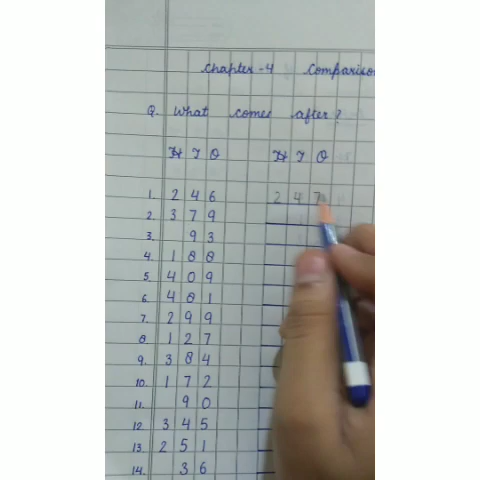 Chapter - 4 Comparison
Q. What comes after?
H T O H T O
1. 2 4 6 2 4 7
2. 3 7 9
3. 9 3
4. 1 8 8
5. 4 0 9
6. 4 8 1
7. 2 9 9
8 1 2 7
9. 3 8 4
10. 1 7 2
11. 9 0
12. 3 4 5
13. 2 5 1
14. 3 6